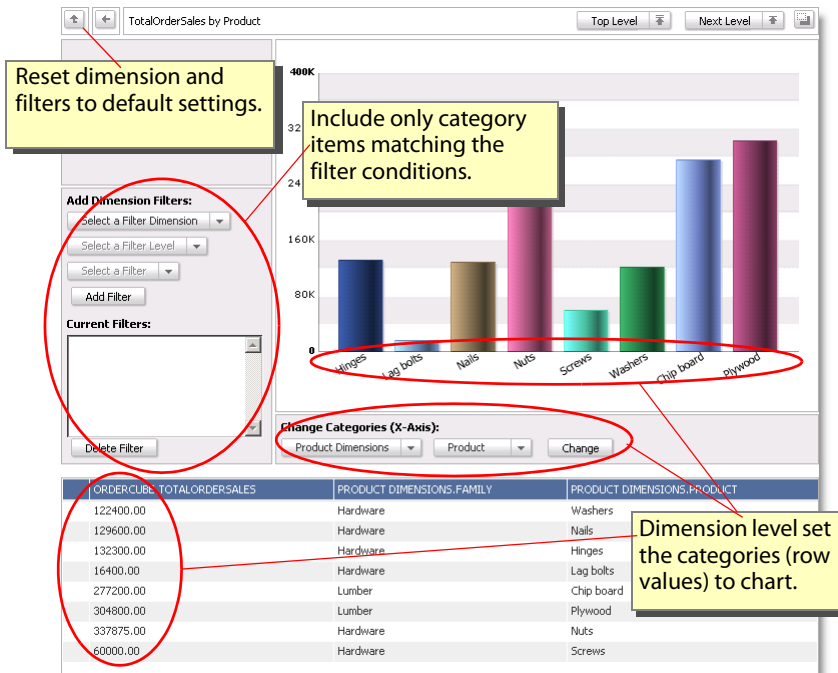 TotalOrderSales by Product
Top Level
Next Level
Reset dimension and
filters to default settings.
Include only category
items matching the
filter conditions.
400K
32
24
160K
80K
0
Hinges
Lag bolts
Nails
Nuts
Screws
Washers
Chip board
Plywood
Add Dimension Filters:
Select a Filter Dimension
Select a Filter Level
Select a Filter
Add Filter
Current Filters:
Delete Filter
Change Categories (X-Axis):
Product Dimensions
Product
Change
ORDERCUBE.TOTALORDERSALES PRODUCT DIMENSIONS.FAMILY PRODUCT DIMENSIONS.PRODUCT
122400.00 Hardware Washers
129600.00 Hardware Nails
132300.00 Hardware Hinges
16400.00 Hardware Lag bolts
277200.00 Lumber Chip board
304800.00 Lumber Plywood
337875.00 Hardware Nuts
60000.00 Hardware Screws
Dimension level set
the categories (row
values) to chart.